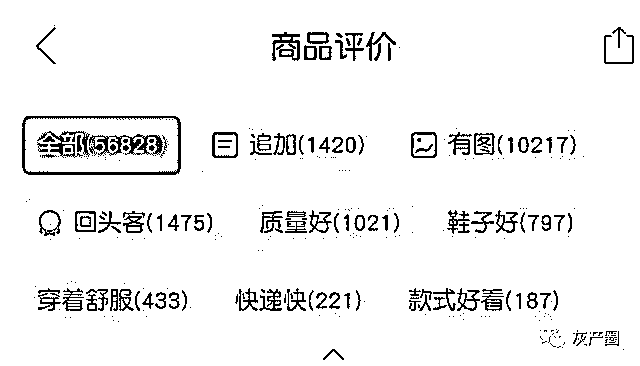 商品评价
全部(56828) 追加(1420) 有图(10217)
回头客(1475) 质量好(1021) 鞋子好(797)
穿着舒服(433) 快递快(221) 款式好看(187)
灰产圈